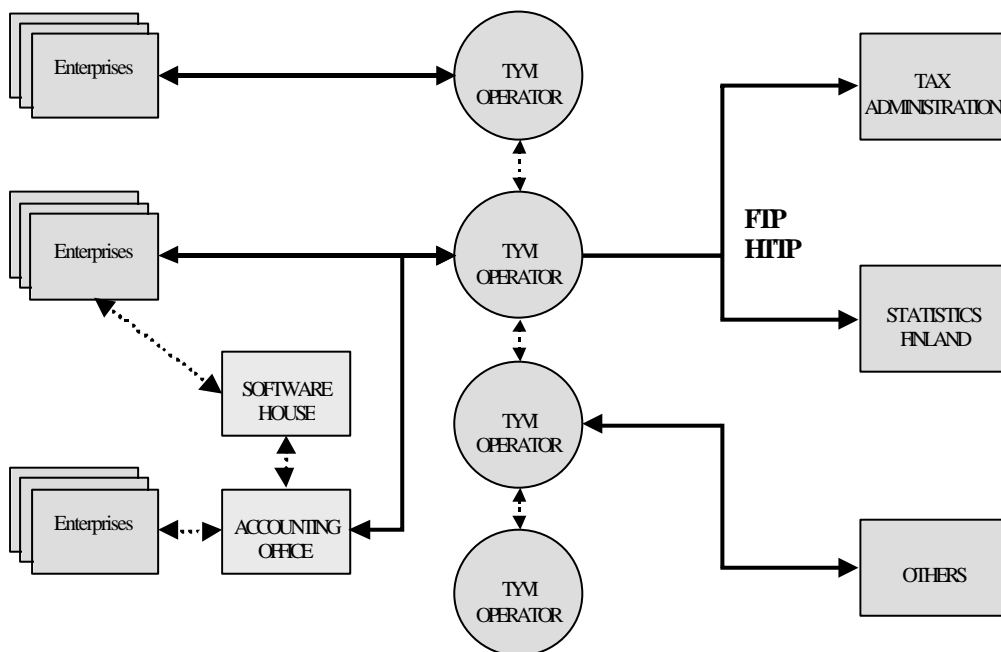 Enterprises
TYVI
OPERATOR
TAX
ADMINISTRATION
Enterprises
TYVI
OPERATOR
FTP
HTTP
STATISTICS
FINLAND
SOFTWARE
HOUSE
TYVI
OPERATOR
Enterprises
ACCOUNTING
OFFICE
TYVI
OPERATOR
OTHERS